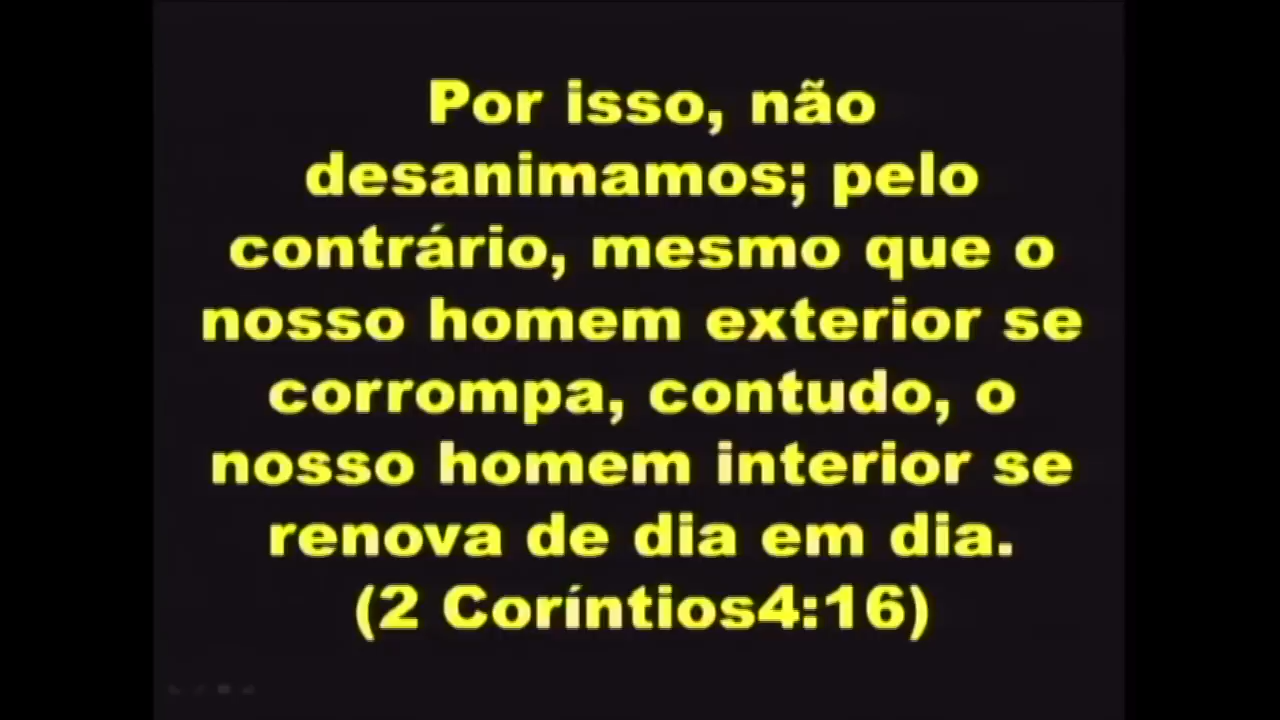 Por isso, não
desanimamos; pelo
contrário, mesmo que o
nosso homem exterior se
corrompa, contudo, o
nosso homem interior se
renova de dia em dia.
(2 Coríntios4:16)